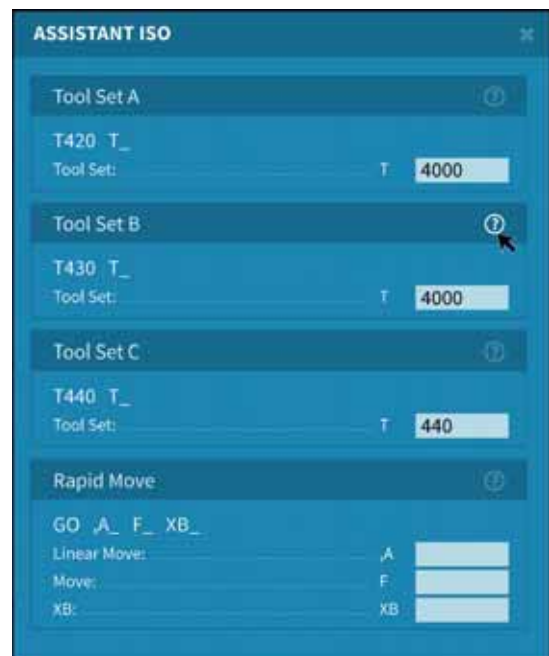 ASSISTANT ISO
Tool Set A
T420 T_
Tool Set: T 4000
Tool Set B
T430 T_
Tool Set: T 4000
Tool Set C
T440 T_
Tool Set: T 440
Rapid Move
GO ,A_ F_ XB_
Linear Move: ,A
Move: F
XB: XB